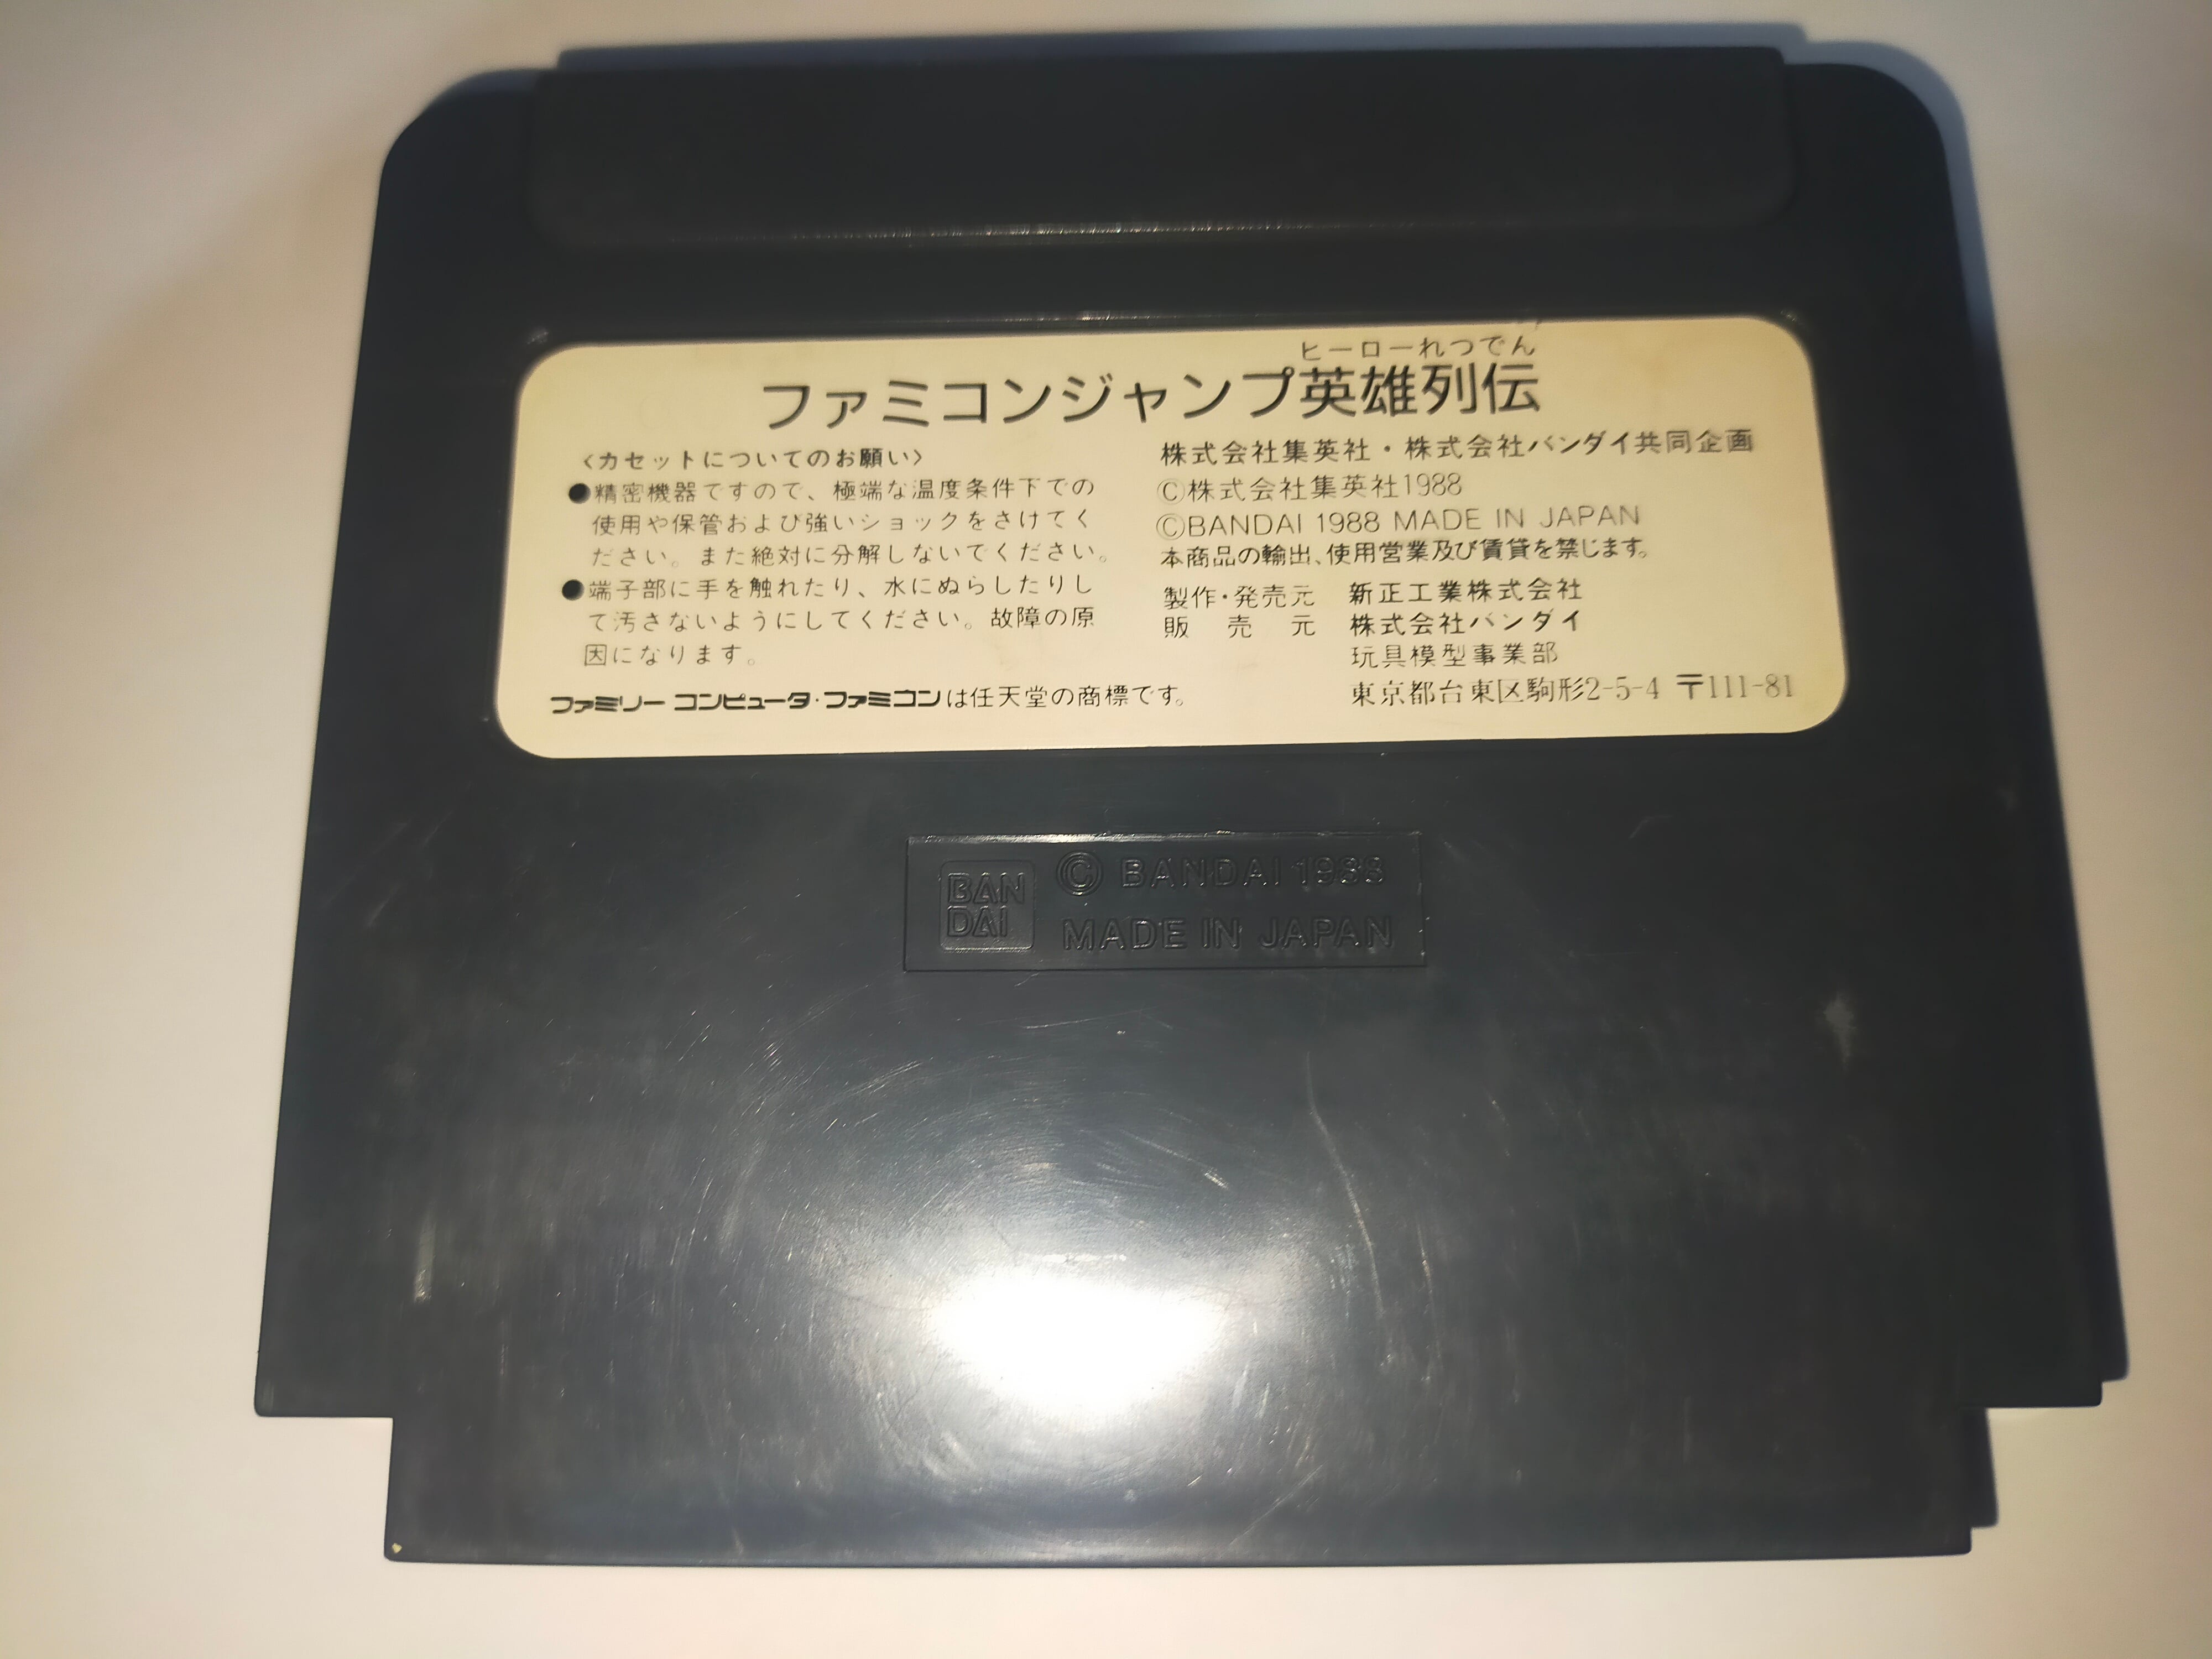 ヒーローれつでん
ファミコンジャンプ英雄列伝
〈カセットについてのお願い〉
●精密機器ですので、極端な温度条件下での
使用や保管および強いショックをさけてく
ださい。また絶対に分解しないでください。
●端子部に手を触れたり、水にぬらしたりし
て汚さないようにしてください。故障の原
因になります。
ファミリー コンピュータ・ファミコンは任天堂の商標です。
株式会社集英社・株式会社バンダイ共同企画
©株式会社集英社1988
©BANDAI 1988 MADE IN JAPAN
本商品の輸出、使用営業及び賃貸を禁じます。
製作・発売元 新正工業株式会社
販売元 株式会社バンダイ
玩具模型事業部
東京都台東区駒形2-5-4 〒111-81
BAN
DAI
© BANDAI 1988
MADE IN JAPAN